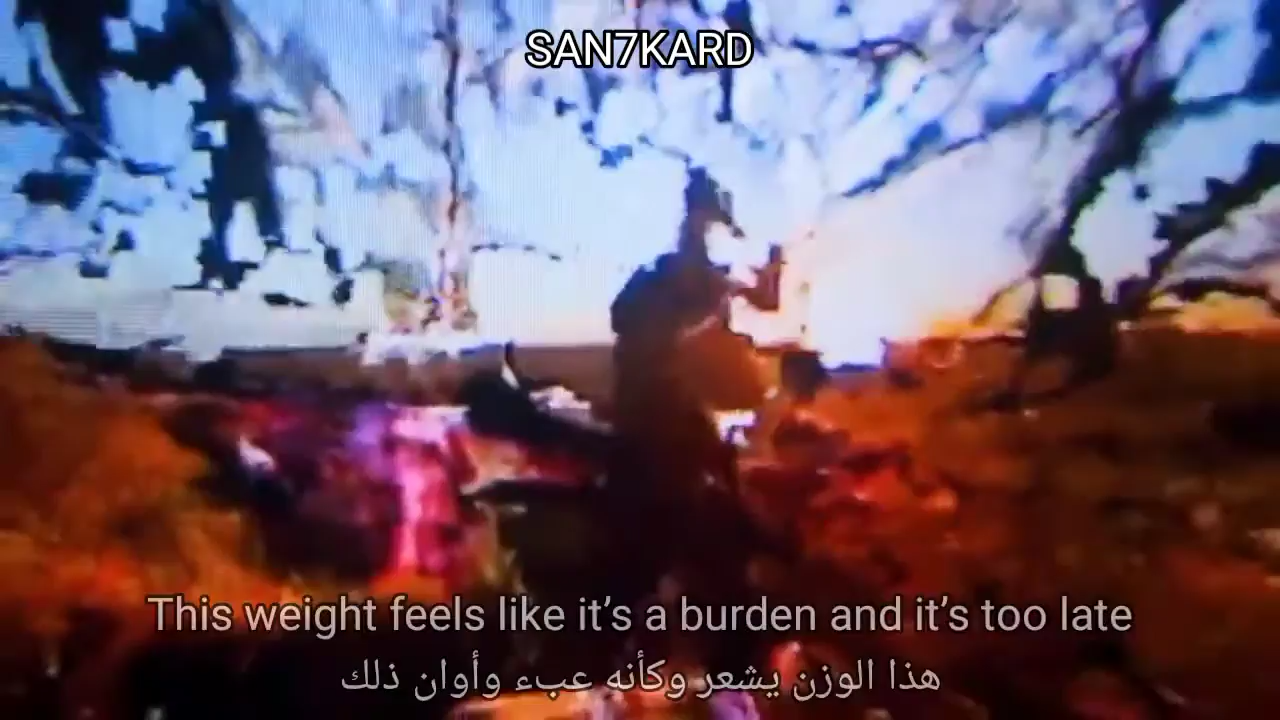 SAN7KARD
This weight feels like it’s a burden and it’s too late
هذا الوزن يشعر وكأنه عبء وأوان ذلك